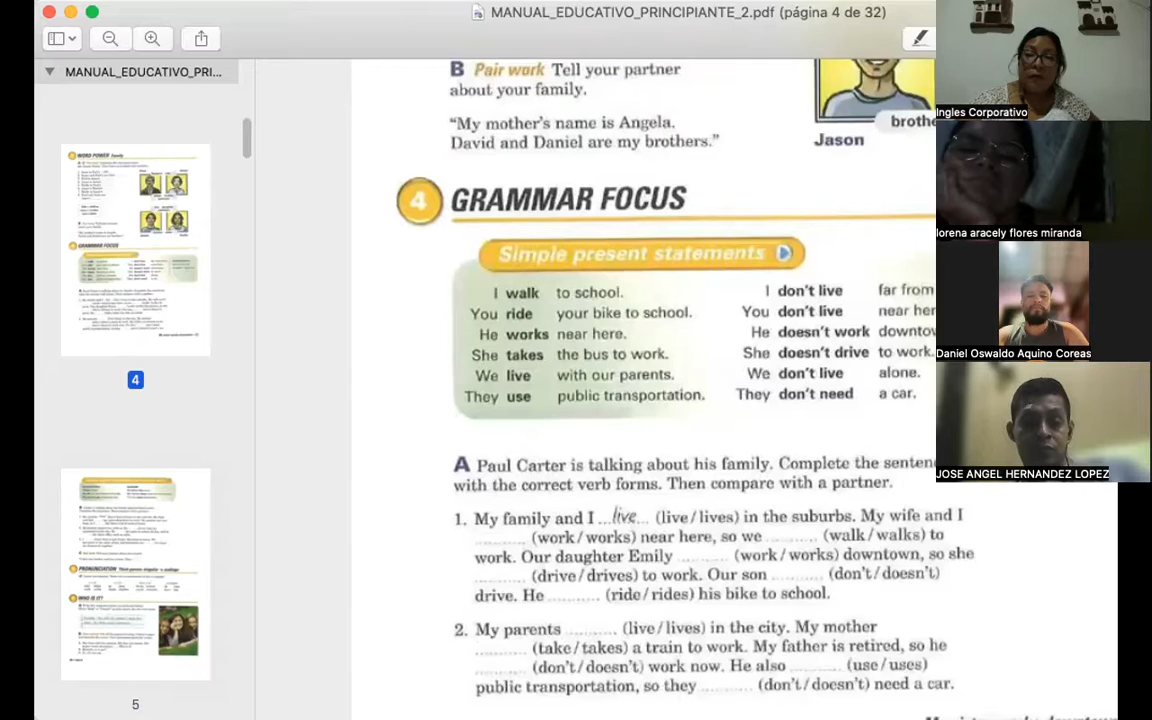 MANUAL_EDUCATIVO_PRINCIPIANTE_2.pdf (página 4 de 32)
MANUAL_EDUCATIVO_PRI...
4
5
B Pair work Tell your partner
about your family.
"My mother's name is Angela.
David and Daniel are my brothers."
brothe
Jason
4 GRAMMAR FOCUS
Simple present statements
I walk to school.
You ride your bike to school.
He works near here.
She takes the bus to work.
We live with our parents.
They use public transportation.
I don't live far from
You don't live near her
He doesn't work downtow
She doesn't drive to work.
We don't live alone.
They don't need a car.
A Paul Carter is talking about his family. Complete the senten
with the correct verb forms. Then compare with a partner.
1. My family and I ...live... (live/lives) in the suburbs. My wife and I
.......... (work/works) near here, so we .......... (walk/walks) to
work. Our daughter Emily .......... (work/works) downtown, so she
.......... (drive/drives) to work. Our son .......... (don't/doesn't)
drive. He .......... (ride/rides) his bike to school.
2. My parents .......... (live/lives) in the city. My mother
.......... (take/takes) a train to work. My father is retired, so he
.......... (don't/doesn't) work now. He also .......... (use/uses)
public transportation, so they .......... (don't/doesn't) need a car.
Ingles Corporativo
lorena aracely flores miranda
Daniel Oswaldo Aquino Coreas
JOSE ANGEL HERNANDEZ LOPEZ